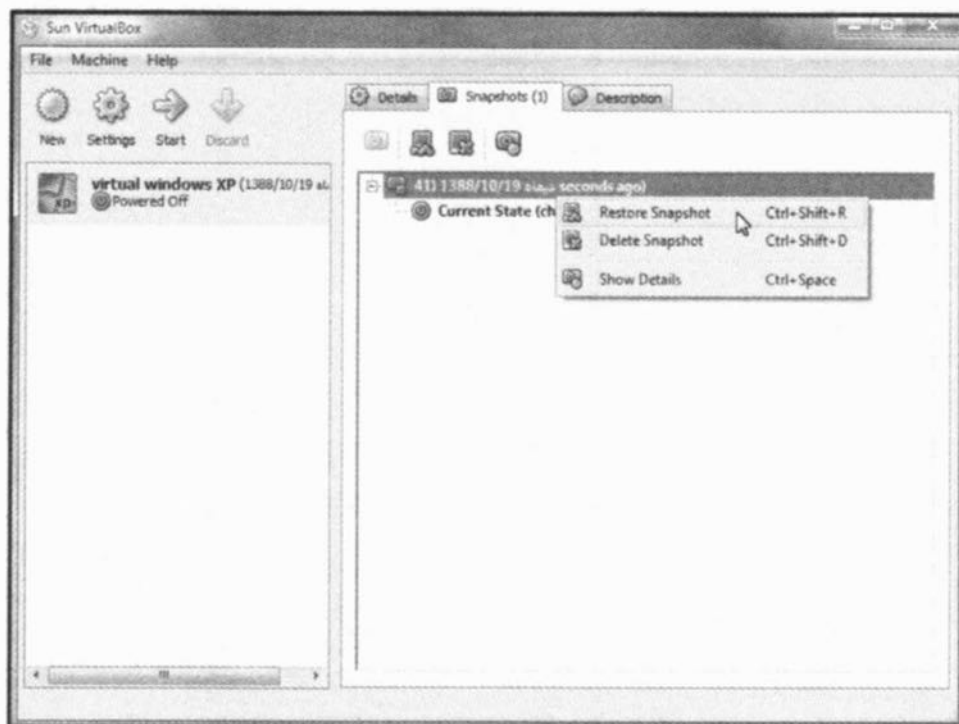 Sun VirtualBox
File Machine Help
New Settings Start Discard
Details Snapshots (1) Description
virtual windows XP (1388/10/19
Powered Off
xp
41) 1388/10/19 دیماه seconds ago)
Current State (ch
Restore Snapshot Ctrl+Shift+R
Delete Snapshot Ctrl+Shift+D
Show Details Ctrl+Space